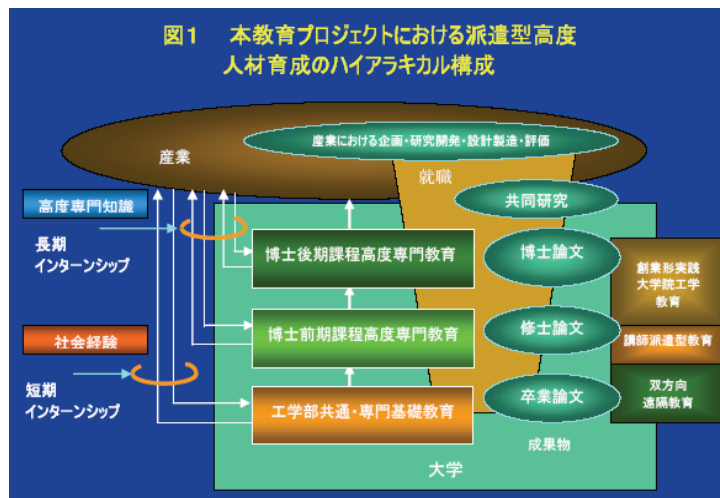 図1 本教育プロジェクトにおける派遣型高度
人材育成のハイアラキカル構成
産業における企画・研究開発・設計製造・評価
産業
就職
高度専門知識
共同研究
長期
インターンシップ
博士後期課程高度専門教育
博士論文
創業形実践
大学院工学
教育
社会経験
博士前期課程高度専門教育
修士論文
講師派遣型教育
短期
インターンシップ
工学部共通・専門基礎教育
卒業論文
双方向
遠隔教育
成果物
大学